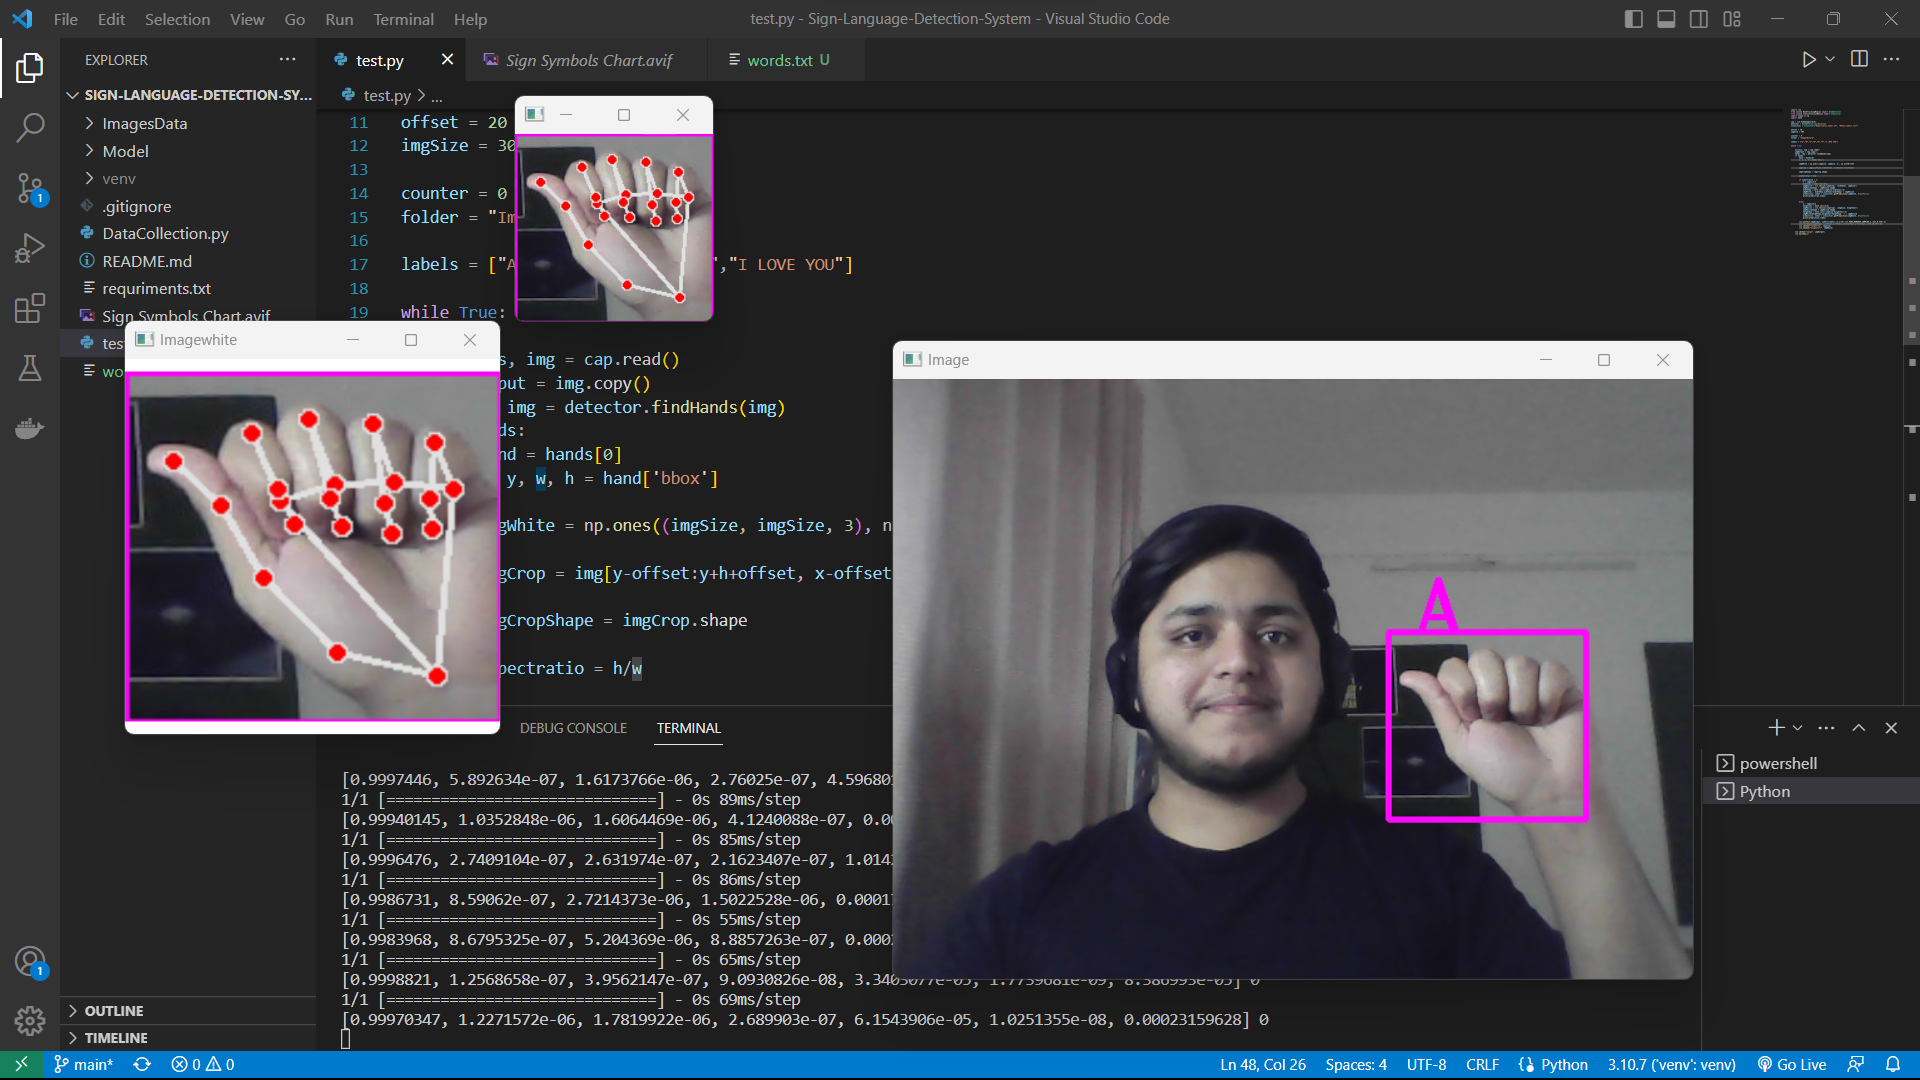 File Edit Selection View Go Run Terminal Help
test.py - Sign-Language-Detection-System - Visual Studio Code
EXPLORER
SIGN-LANGUAGE-DETECTION-SY...
ImagesData
Model
venv
.gitignore
DataCollection.py
README.md
requriments.txt
Sign Symbols Chart.avif
tes
wo
OUTLINE
TIMELINE
test.py
Sign Symbols Chart.avif
words.txt U
test.py > ...
11 offset = 20
12 imgSize = 30
13
14 counter = 0
15 folder = "Im
16
17 labels = ["A ","I LOVE YOU"]
18
19 while True:
s, img = cap.read()
put = img.copy()
img = detector.findHands(img)
ds:
nd = hands[0]
y, w, h = hand['bbox']
gWhite = np.ones((imgSize, imgSize, 3), n
gCrop = img[y-offset:y+h+offset, x-offset
gCropShape = imgCrop.shape
pectratio = h/w
Imagewhite
Image
A
DEBUG CONSOLE TERMINAL
[0.9997446, 5.892634e-07, 1.6173766e-06, 2.76025e-07, 4.596801
1/1 [==============================] - 0s 89ms/step
[0.99940145, 1.0352848e-06, 1.6064469e-06, 4.1240088e-07, 0.00
1/1 [==============================] - 0s 85ms/step
[0.9996476, 2.7409104e-07, 2.631974e-07, 2.1623407e-07, 1.014
1/1 [==============================] - 0s 86ms/step
[0.9986731, 8.59062e-07, 2.7214373e-06, 1.5022528e-06, 0.00017
1/1 [==============================] - 0s 55ms/step
[0.9983968, 8.6795325e-07, 5.204369e-06, 8.8857263e-07, 0.000
1/1 [==============================] - 0s 65ms/step
[0.9998821, 1.2568658e-07, 3.9562147e-07, 9.0930826e-08, 3.3403077e-05, 1.7739681e-09, 8.386993e-05] 0
1/1 [==============================] - 0s 69ms/step
[0.99970347, 1.2271572e-06, 1.7819922e-06, 2.689903e-07, 6.1543906e-05, 1.0251355e-08, 0.00023159628] 0
powershell
Python
1
1
main* 0 0
Ln 48, Col 26 Spaces: 4 UTF-8 CRLF Python 3.10.7 ('venv': venv) Go Live